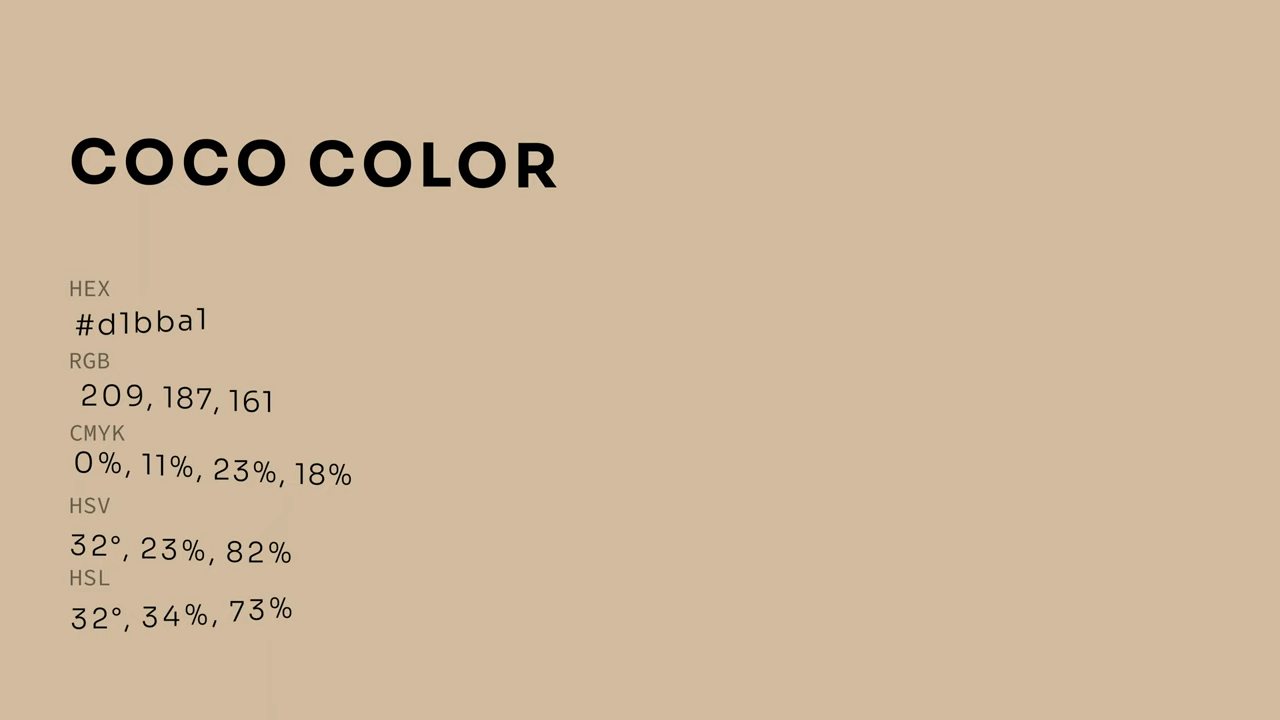 COCO COLOR
HEX
#d1bba1
RGB
209, 187, 161
CMYK
0%, 11%, 23%, 18%
HSV
32°, 23%, 82%
HSL
32°, 34%, 73%